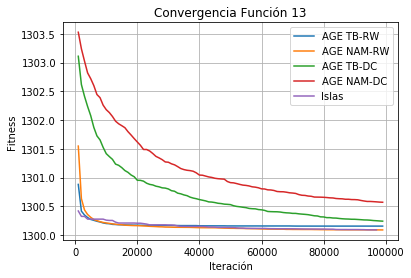 Convergencia Función 13
1303.5
1303.0
1302.5
1302.0
1301.5
1301.0
1300.5
1300.0
Fitness
AGE TB-RW
AGE NAM-RW
AGE TB-DC
AGE NAM-DC
Islas
0 20000 40000 60000 80000 100000
Iteración